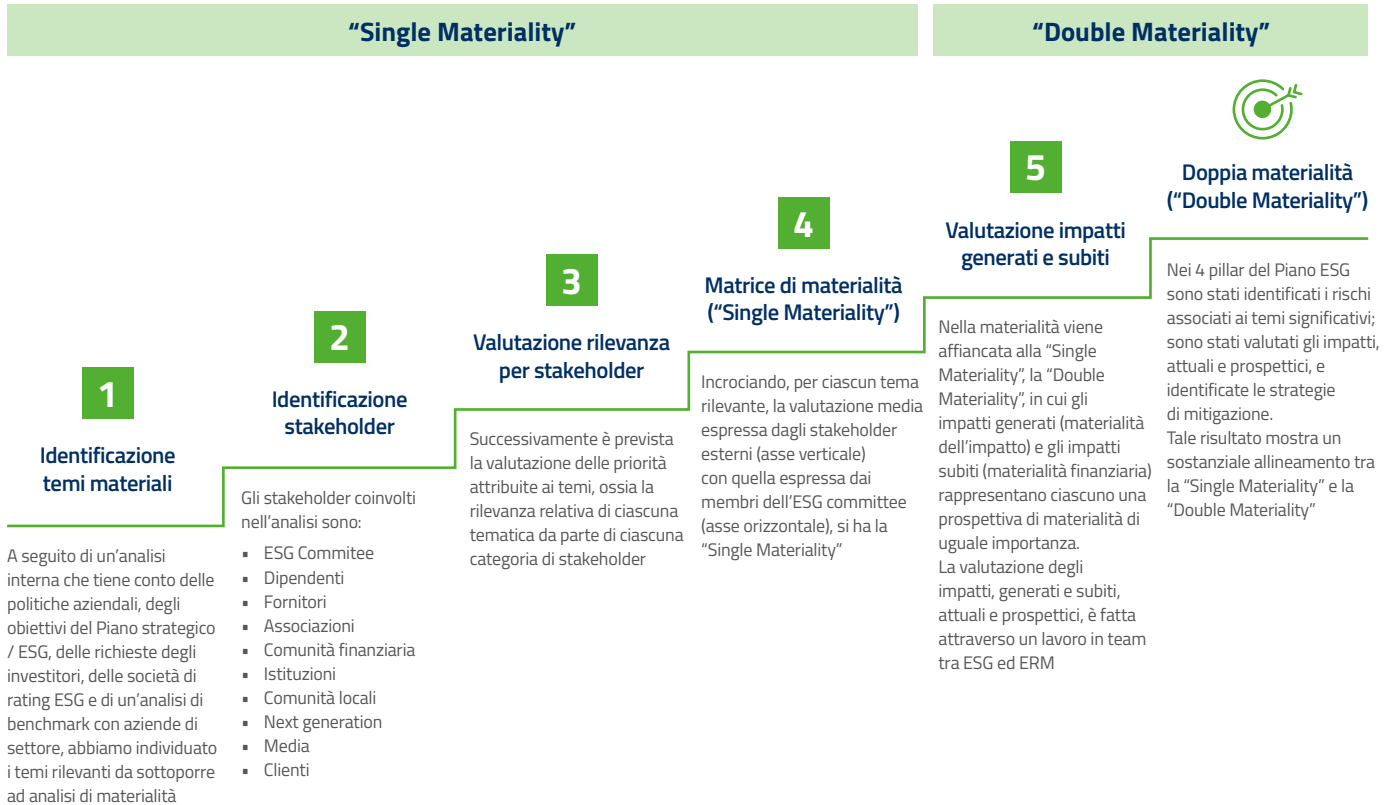 “Single Materiality”
“Double Materiality”
1
Identificazione
temi materiali
A seguito di un’analisi
interna che tiene conto delle
politiche aziendali, degli
obiettivi del Piano strategico
/ ESG, delle richieste degli
investitori, delle società di
rating ESG e di un’analisi di
benchmark con aziende di
settore, abbiamo individuato
i temi rilevanti da sottoporre
ad analisi di materialità
2
Identificazione
stakeholder
Gli stakeholder coinvolti
nell’analisi sono:
▪ ESG Commitee
▪ Dipendenti
▪ Fornitori
▪ Associazioni
▪ Comunità finanziaria
▪ Istituzioni
▪ Comunità locali
▪ Next generation
▪ Media
▪ Clienti
3
Valutazione rilevanza
per stakeholder
Successivamente è prevista
la valutazione delle priorità
attribuite ai temi, ossia la
rilevanza relativa di ciascuna
tematica da parte di ciascuna
categoria di stakeholder
4
Matrice di materialità
(“Single Materiality”)
Incrociando, per ciascun tema
rilevante, la valutazione media
espressa dagli stakeholder
esterni (asse verticale)
con quella espressa dai
membri dell’ESG committee
(asse orizzontale), si ha la
“Single Materiality”
5
Valutazione impatti
generati e subiti
Nella materialità viene
affiancata alla “Single
Materiality”, la “Double
Materiality”, in cui gli
impatti generati (materialità
dell’impatto) e gli impatti
subiti (materialità finanziaria)
rappresentano ciascuno una
prospettiva di materialità di
uguale importanza.
La valutazione degli
impatti, generati e subiti,
attuali e prospettici, è fatta
attraverso un lavoro in team
tra ESG ed ERM
Doppia materialità
(“Double Materiality”)
Nei 4 pillar del Piano ESG
sono stati identificati i rischi
associati ai temi significativi;
sono stati valutati gli impatti,
attuali e prospettici, e
identificate le strategie
di mitigazione.
Tale risultato mostra un
sostanziale allineamento tra
la “Single Materiality” e la
“Double Materiality”